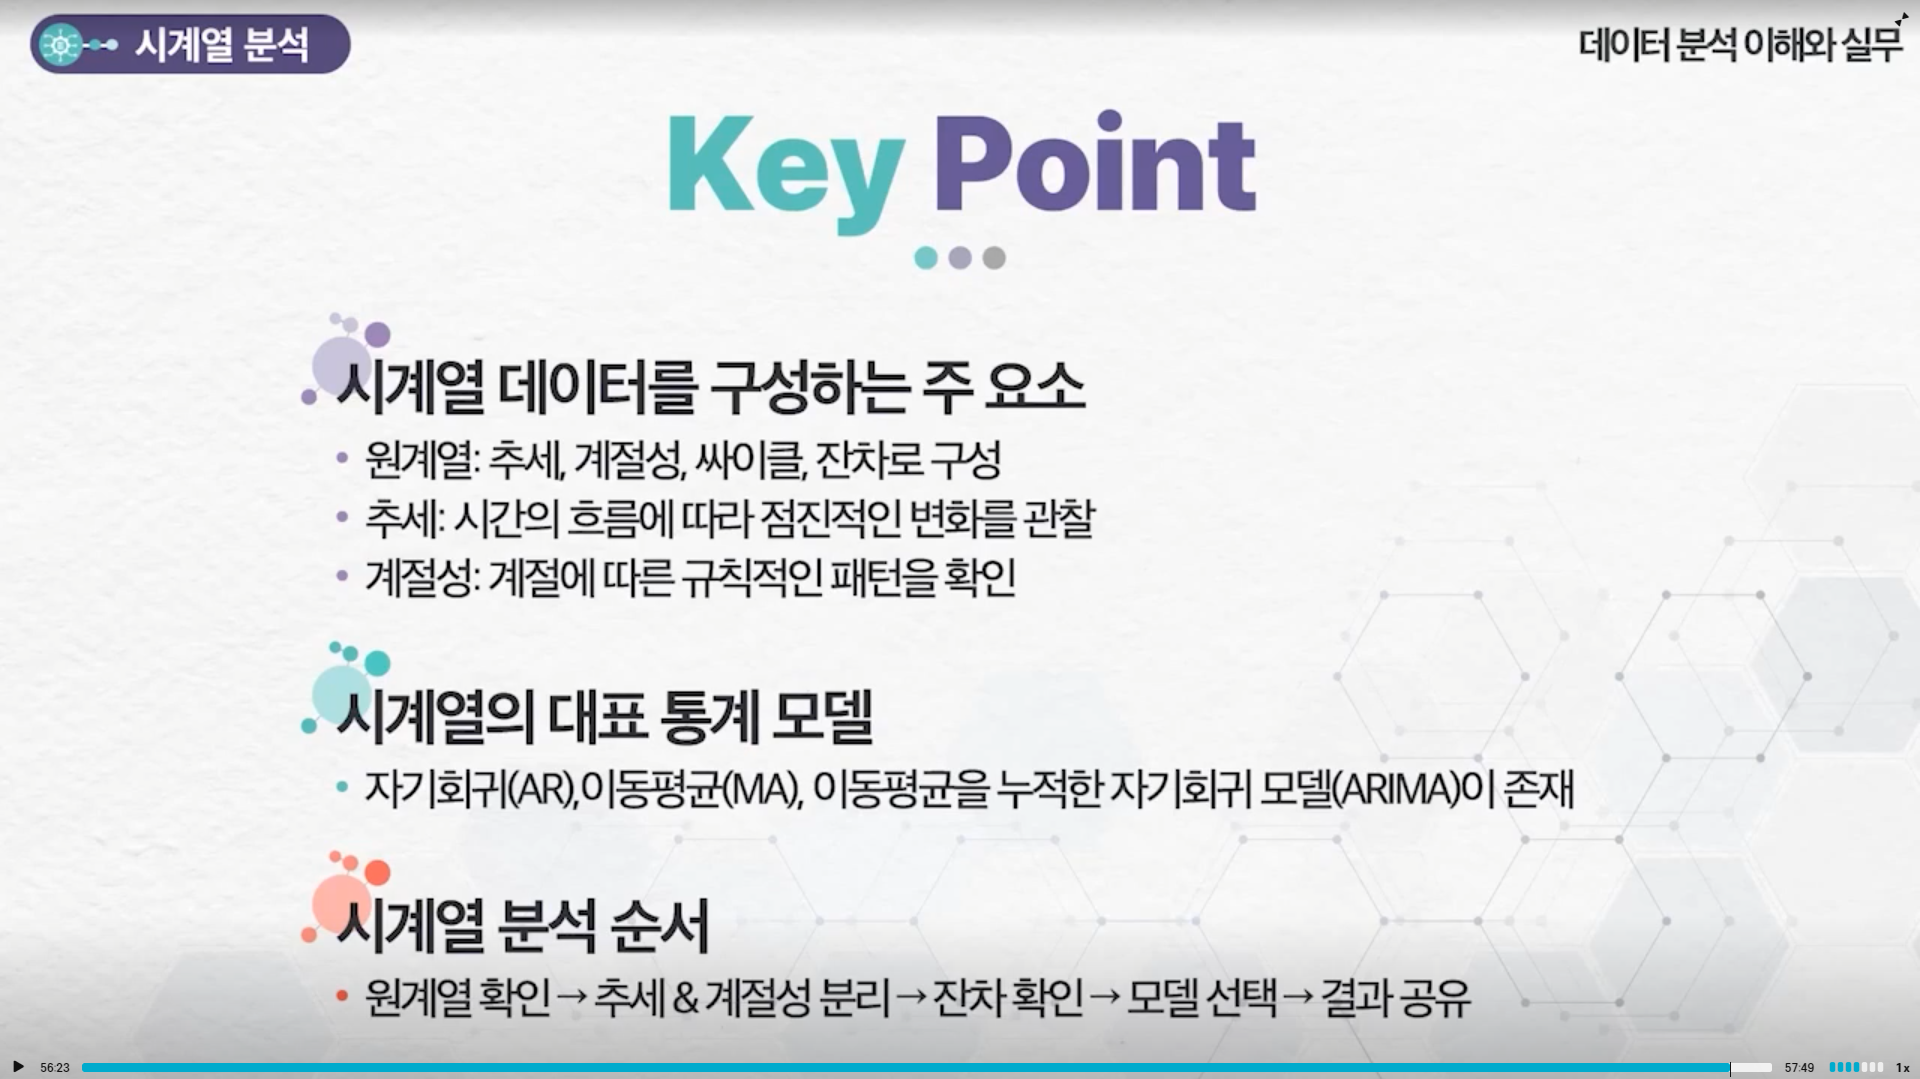 시계열 분석
데이터 분석 이해와 실무
Key Point
시계열 데이터를 구성하는 주 요소
• 원계열: 추세, 계절성, 싸이클, 잔차로 구성
• 추세: 시간의 흐름에 따라 점진적인 변화를 관찰
• 계절성: 계절에 따른 규칙적인 패턴을 확인
시계열의 대표 통계 모델
• 자기회귀(AR),이동평균(MA), 이동평균을 누적한 자기회귀 모델(ARIMA)이 존재
시계열 분석 순서
• 원계열 확인→추세 & 계절성 분리→잔차 확인→모델 선택→결과 공유
56:23
57:49
1x